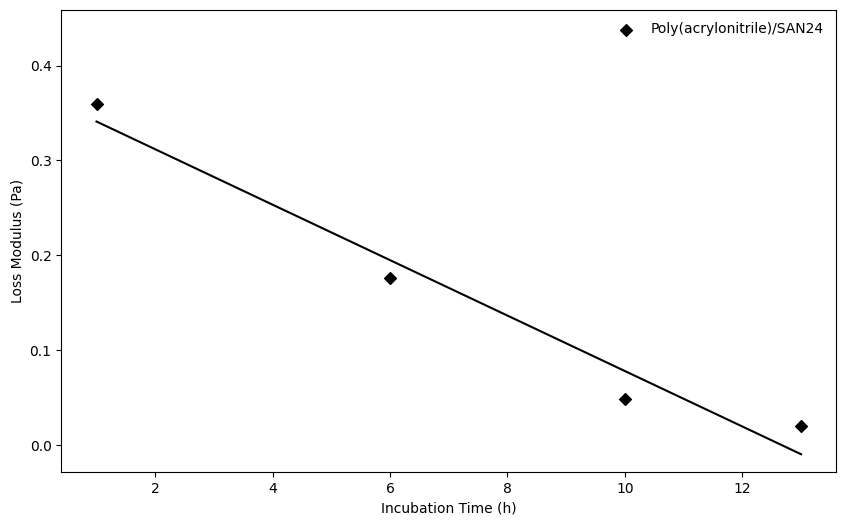 Poly(acrylonitrile)/SAN24
0.4
0.3
0.2
0.1
0.0
Loss Modulus (Pa)
2 4 6 8 10 12
Incubation Time (h)